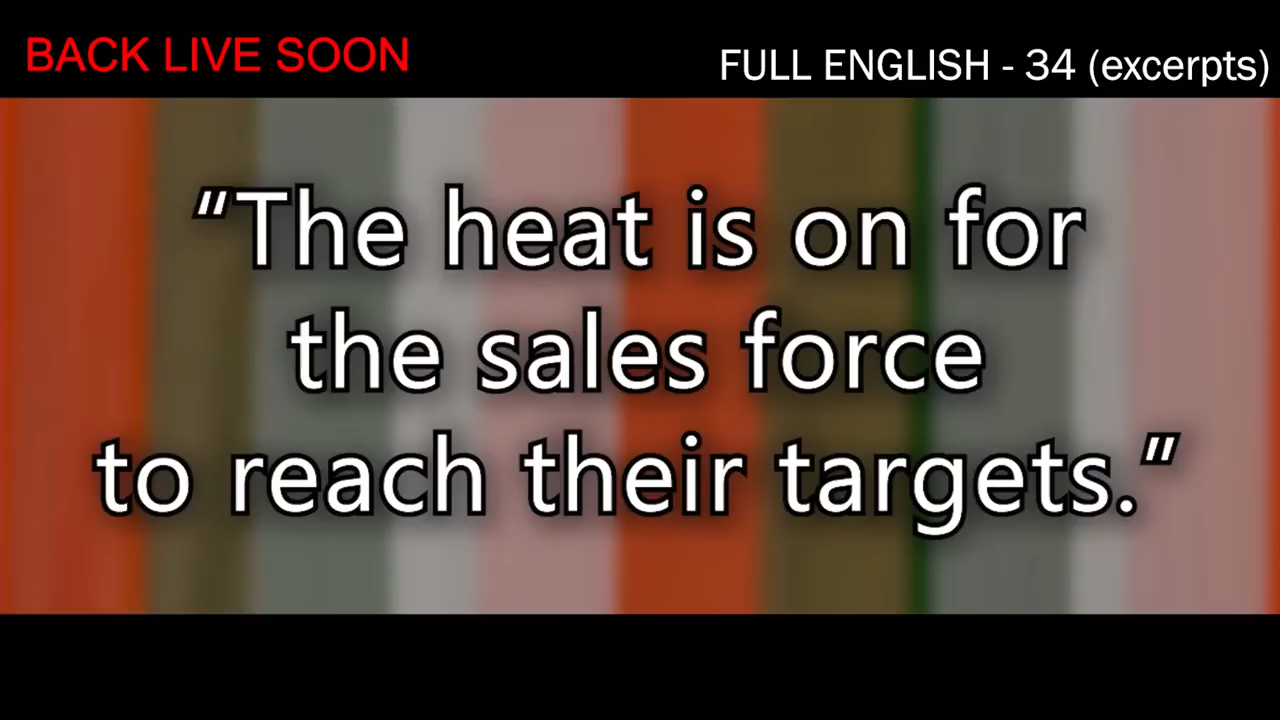 BACK LIVE SOON
FULL ENGLISH - 34 (excerpts)
"The heat is on for
the sales force
to reach their targets."